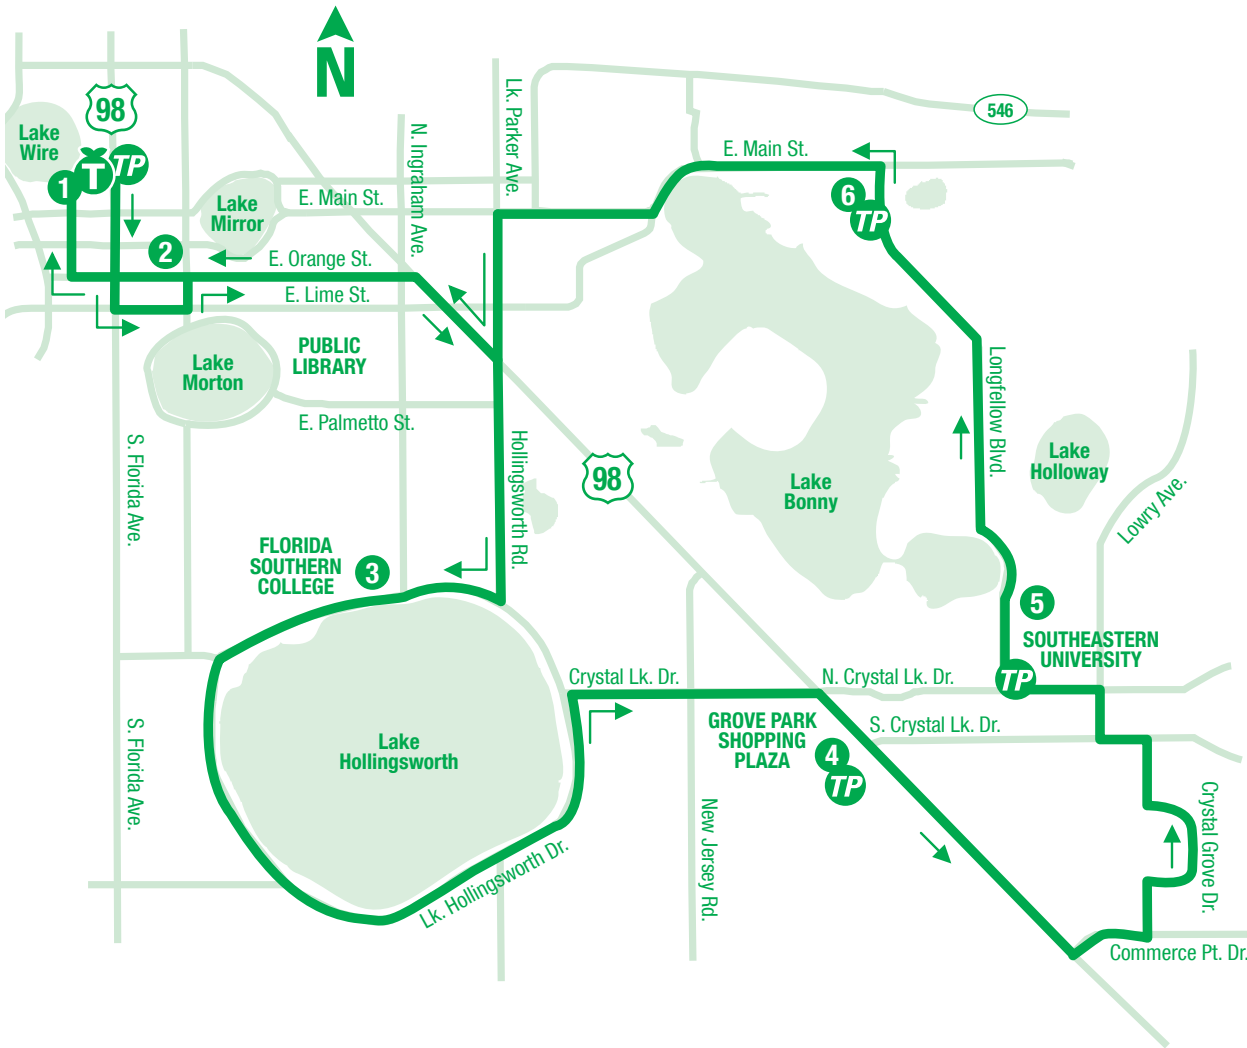 N
98
Lake
Wire
T
TP
1
Lk. Parker Ave.
N. Ingraham Ave.
546
E. Main St.
E. Main St.
6
TP
Lake
Mirror
2
E. Orange St.
E. Lime St.
PUBLIC
LIBRARY
Lake
Morton
E. Palmetto St.
S. Florida Ave.
Hollingsworth Rd.
98
Longfellow Blvd.
Lake
Holloway
Lake
Bonny
Lowry Ave.
FLORIDA
SOUTHERN
COLLEGE
3
5
SOUTHEASTERN
UNIVERSITY
TP
Crystal Lk. Dr.
N. Crystal Lk. Dr.
S. Crystal Lk. Dr.
GROVE PARK
SHOPPING
PLAZA
4
TP
Lake
Hollingsworth
S. Florida Ave.
New Jersey Rd.
Crystal Grove Dr.
Lk. Hollingsworth Dr.
Commerce Pt. Dr.